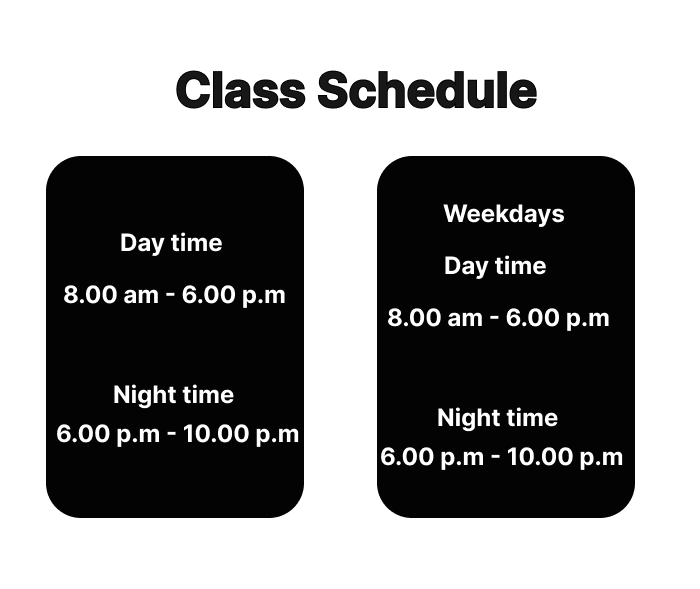 Class Schedule
Day time
8.00 am - 6.00 p.m
Night time
6.00 p.m - 10.00 p.m
Weekdays
Day time
8.00 am - 6.00 p.m
Night time
6.00 p.m - 10.00 p.m